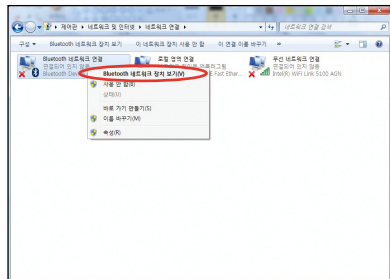 제어판 ▸ 네트워크 및 인터넷 ▸ 네트워크 연결 ▸
네트워크 연결 검색
구성 ▾ Bluetooth 네트워크 장치 보기 이 네트워크 장치 사용 안 함 이 연결 이름 바꾸기 »
Bluetooth 네트워크 연결
연결되어 있지 않음
Bluetooth
로컬 영역 연결
플러그됨
E Fast Ether...
무선 네트워크 연결
연결되어 있지 않음
Intel(R) WiFi Link 5100 AGN
Bluetooth 네트워크 장치 보기(V)
사용 안 함(B)
상태(U)
바로 가기 만들기(S)
이름 바꾸기(M)
속성(R)